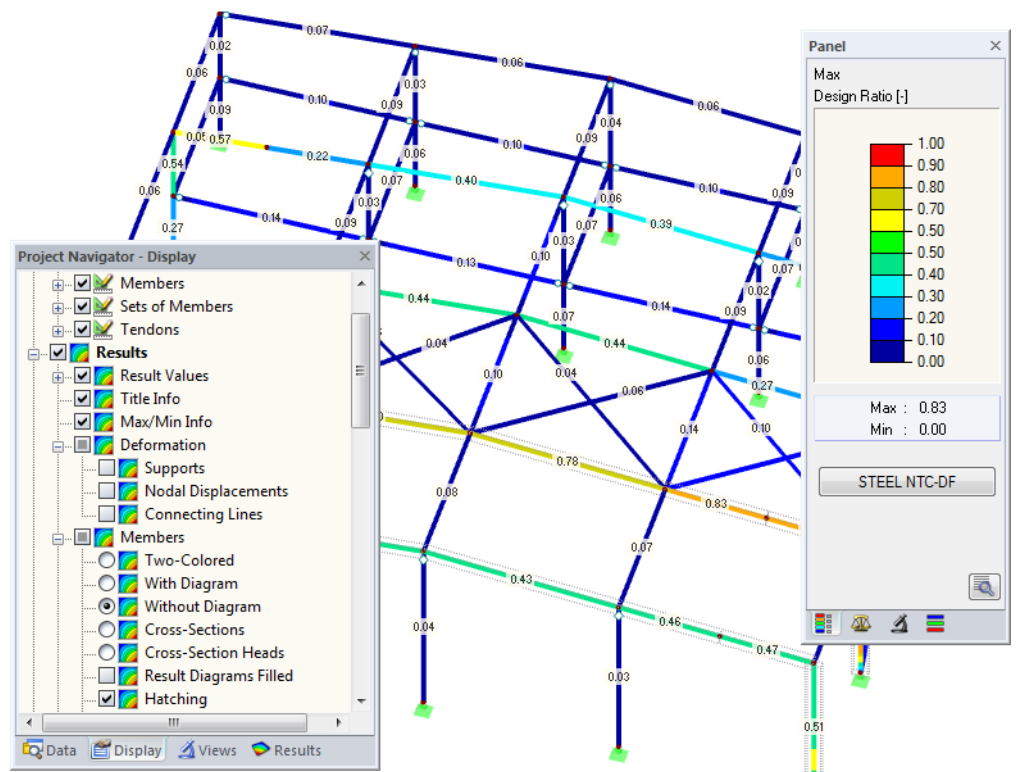 0.07
0.02
0.06
0.06
0.03
0.06
0.10
0.09
0.04
0.09
0.05
0.57
0.06
0.09
0.10
0.09
0.54
0.22
0.40
0.10
0.06
0.07
0.03
0.06
0.07
0.09
0.06
0.14
0.09
0.03
0.39
0.07
0.27
0.13
0.10
0.14
0.02
0.09
0.44
0.07
0.44
0.06
0.04
0.10
0.04
0.06
0.27
0.14
0.10
0.78
0.83
0.08
0.07
0.43
0.46
0.47
0.04
0.03
0.51
Project Navigator - Display
Members
Sets of Members
Tendons
Results
Result Values
Title Info
Max/Min Info
Deformation
Supports
Nodal Displacements
Connecting Lines
Members
Two-Colored
With Diagram
Without Diagram
Cross-Sections
Cross-Section Heads
Result Diagrams Filled
Hatching
Data Display Views Results
Panel
Max
Design Ratio [-]
1.00
0.90
0.80
0.70
0.50
0.50
0.40
0.30
0.20
0.10
0.00
Max : 0.83
Min : 0.00
STEEL NTC-DF